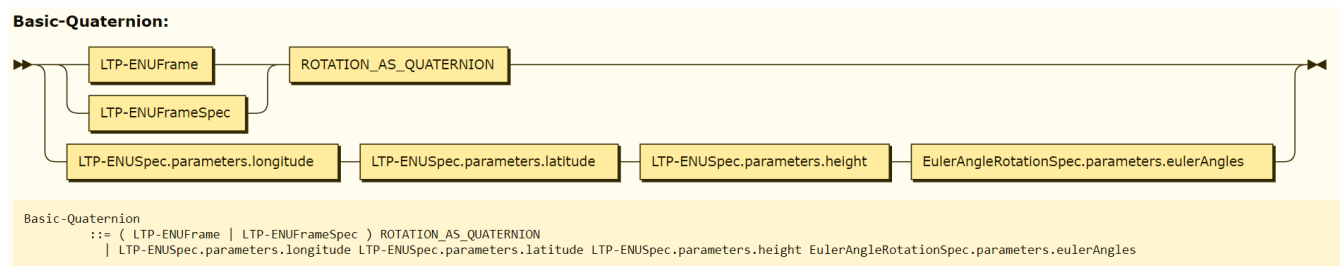 Basic-Quaternion:
LTP-ENUFrame ROTATION_AS_QUATERNION
LTP-ENUFrameSpec
LTP-ENUSpec.parameters.longitude LTP-ENUSpec.parameters.latitude LTP-ENUSpec.parameters.height EulerAngleRotationSpec.parameters.eulerAngles
Basic-Quaternion
::= ( LTP-ENUFrame | LTP-ENUFrameSpec ) ROTATION_AS_QUATERNION
| LTP-ENUSpec.parameters.longitude LTP-ENUSpec.parameters.latitude LTP-ENUSpec.parameters.height EulerAngleRotationSpec.parameters.eulerAngles